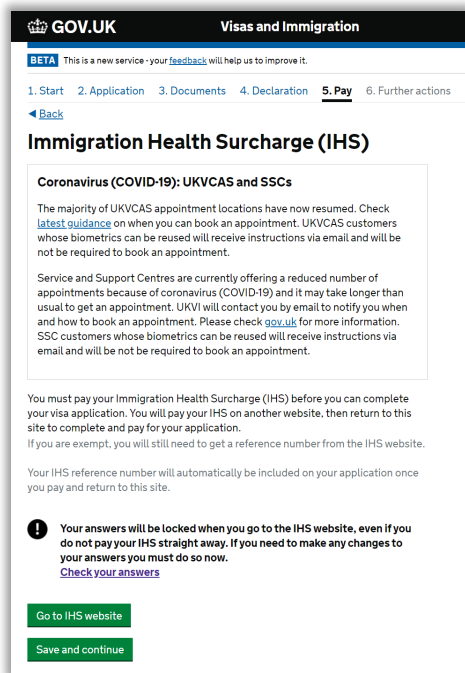 GOV.UK
Visas and Immigration
BETA This is a new service - your feedback will help us to improve it.
1. Start 2. Application 3. Documents 4. Declaration 5. Pay 6. Further actions
Back
Immigration Health Surcharge (IHS)
Coronavirus (COVID-19): UKVCAS and SSCs
The majority of UKVCAS appointment locations have now resumed. Check
latest guidance on when you can book an appointment. UKVCAS customers
whose biometrics can be reused will receive instructions via email and will be
not be required to book an appointment.
Service and Support Centres are currently offering a reduced number of
appointments because of coronavirus (COVID-19) and it may take longer than
usual to get an appointment. UKVI will contact you by email to notify you when
and how to book an appointment. Please check gov.uk for more information.
SSC customers whose biometrics can be reused will receive instructions via
email and will be not be required to book an appointment.
You must pay your Immigration Health Surcharge (IHS) before you can complete
your visa application. You will pay your IHS on another website, then return to this
site to complete and pay for your application.
If you are exempt, you will still need to get a reference number from the IHS website.
Your IHS reference number will automatically be included on your application once
you pay and return to this site.
! Your answers will be locked when you go to the IHS website, even if you
do not pay your IHS straight away. If you need to make any changes to
your answers you must do so now.
Check your answers
Go to IHS website
Save and continue